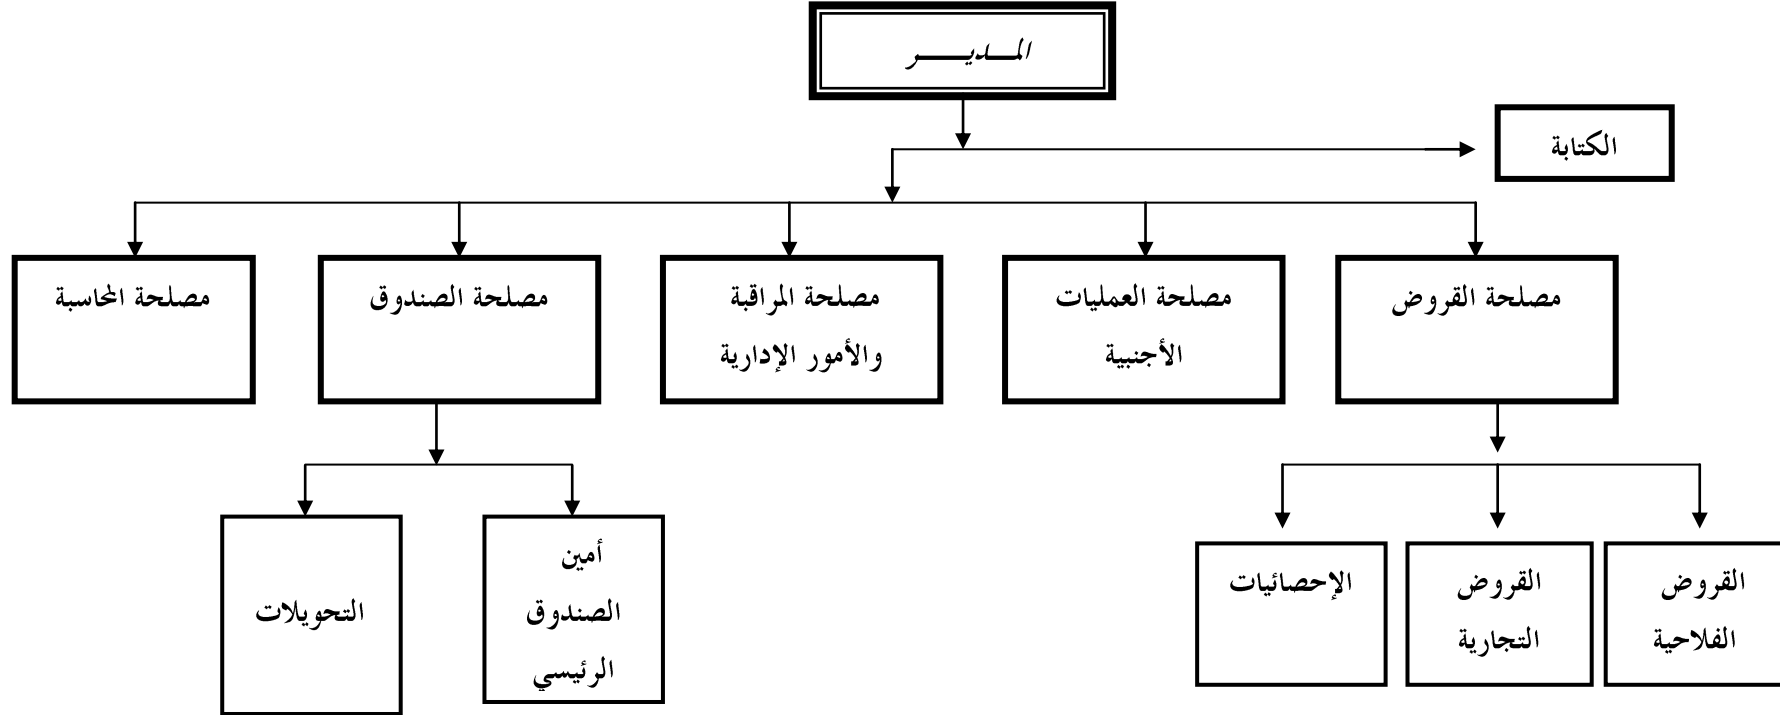 المـــديـــــر
الكتابة
مصلحة القروض
مصلحة العمليات
الأجنبية
مصلحة المراقبة
والأمور الإدارية
مصلحة الصندوق
مصلحة المحاسبة
القروض
الفلاحية
القروض
التجارية
الإحصائيات
أمين
الصندوق
الرئيسي
التحويلات